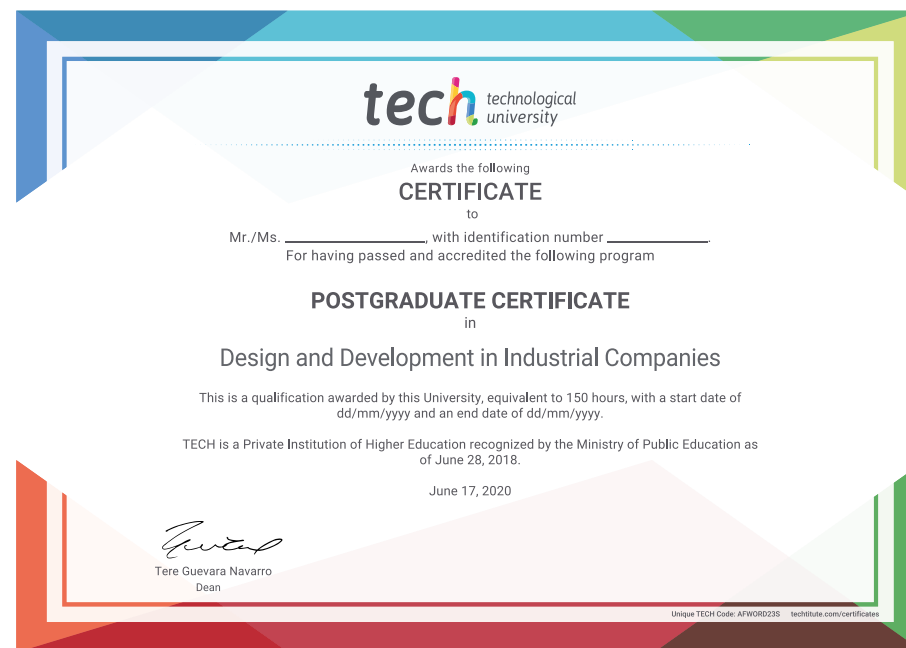 tech technological
university
Awards the following
CERTIFICATE
to
Mr./Ms. ____________________, with identification number ______________.
For having passed and accredited the following program
POSTGRADUATE CERTIFICATE
in
Design and Development in Industrial Companies
This is a qualification awarded by this University, equivalent to 150 hours, with a start date of
dd/mm/yyyy and an end date of dd/mm/yyyy.
TECH is a Private Institution of Higher Education recognized by the Ministry of Public Education as
of June 28, 2018.
June 17, 2020
Tere Guevara Navarro
Dean
Unique TECH Code: AFWORD23S techtitute.com/certificates